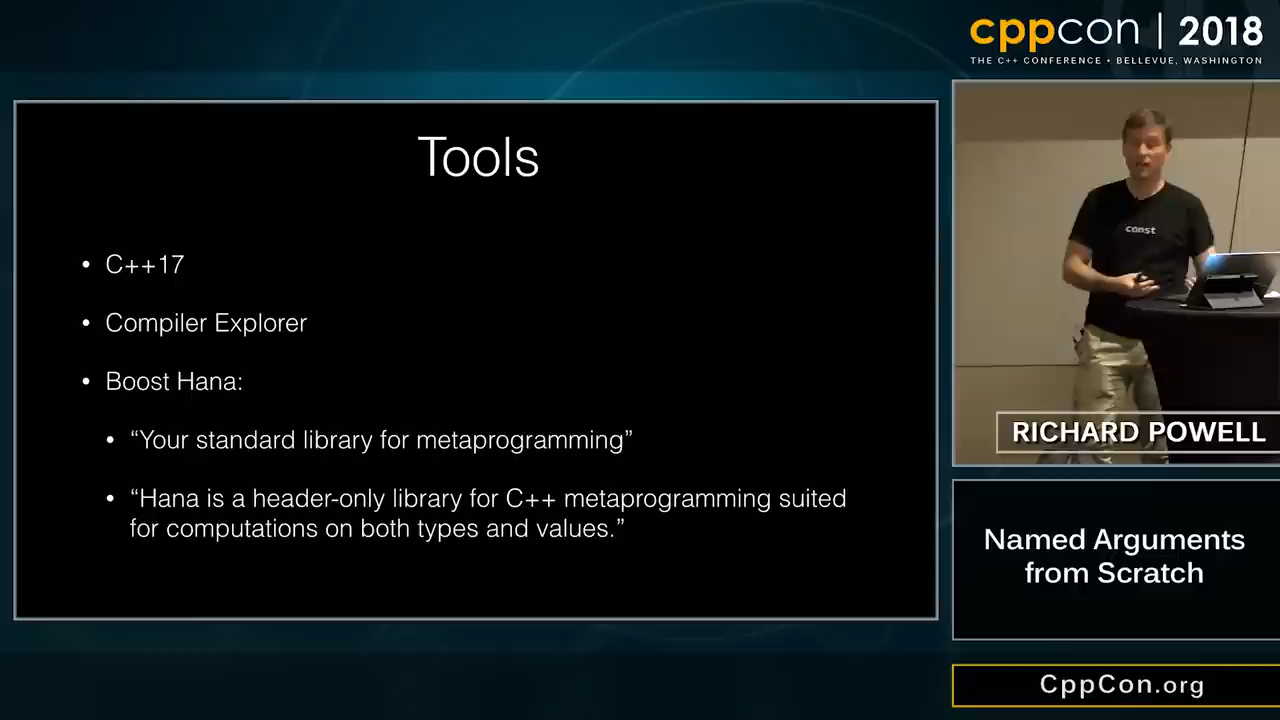 cppcon | 2018
THE C++ CONFERENCE • BELLEVUE, WASHINGTON
Tools
• C++17
• Compiler Explorer
• Boost Hana:
• “Your standard library for metaprogramming”
• “Hana is a header-only library for C++ metaprogramming suited
for computations on both types and values.”
const
RICHARD POWELL
Named Arguments
from Scratch
CppCon.org